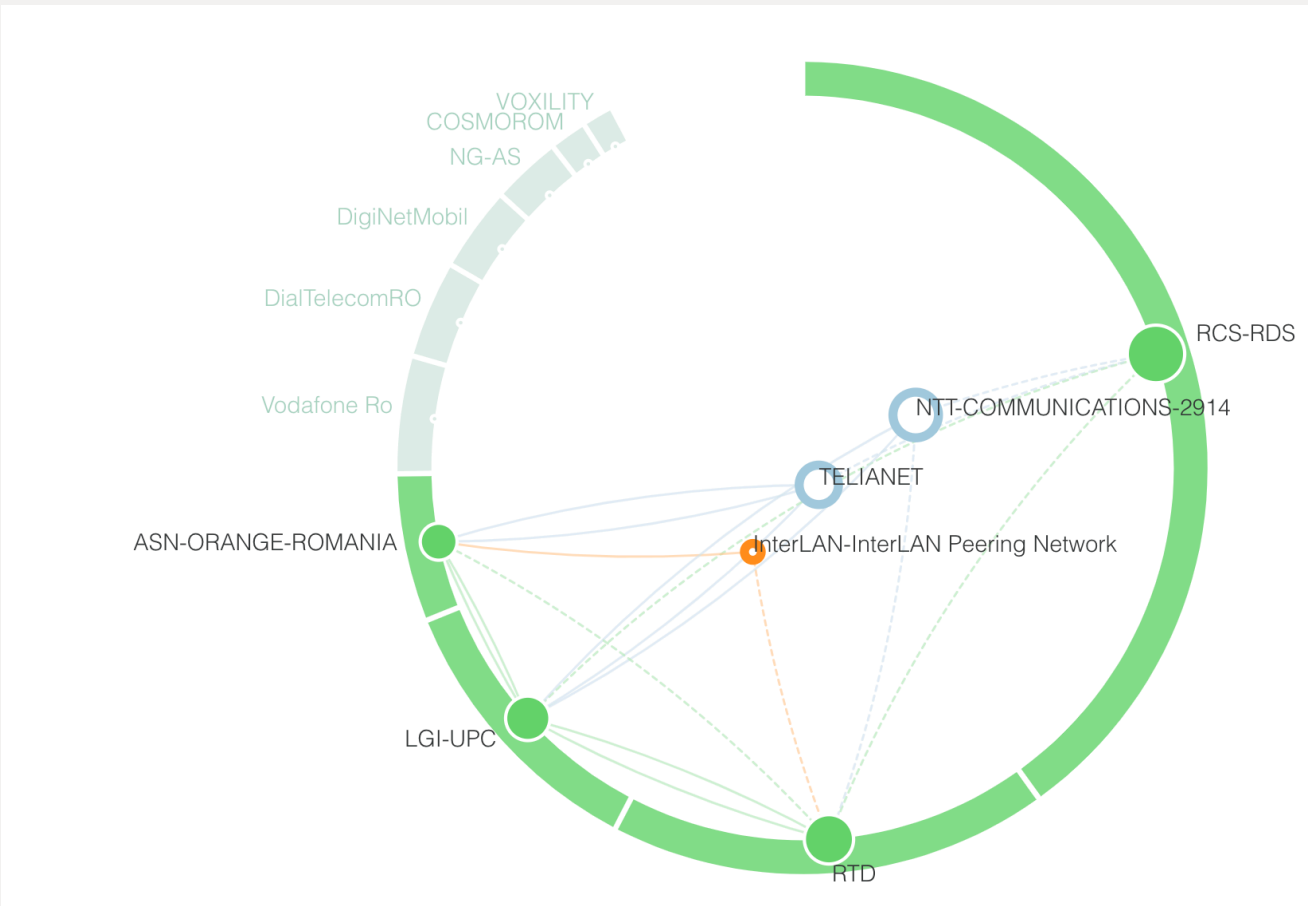 VOXILITY
COSMOROM
NG-AS
DigiNetMobil
DialTelecomRO
RCS-RDS
Vodafone Ro
NTT-COMMUNICATIONS-2914
TELIANET
ASN-ORANGE-ROMANIA
InterLAN-InterLAN Peering Network
LGI-UPC
RTD